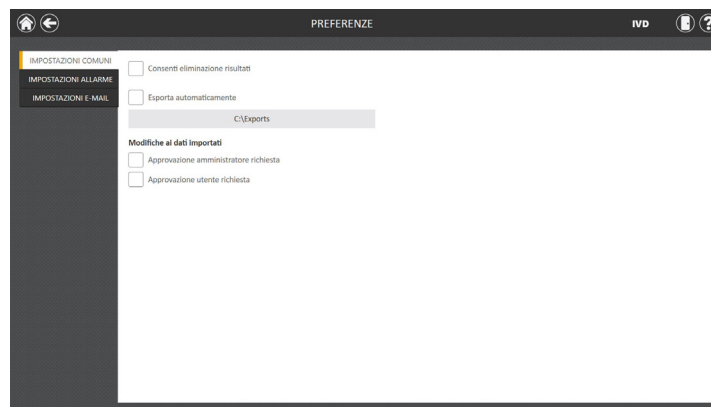 PREFERENZE
IVD
?
IMPOSTAZIONI COMUNI
IMPOSTAZIONI ALLARME
IMPOSTAZIONI E-MAIL
Consenti eliminazione risultati
Esporta automaticamente
C:\Exports
Modifiche ai dati importati
Approvazione amministratore richiesta
Approvazione utente richiesta